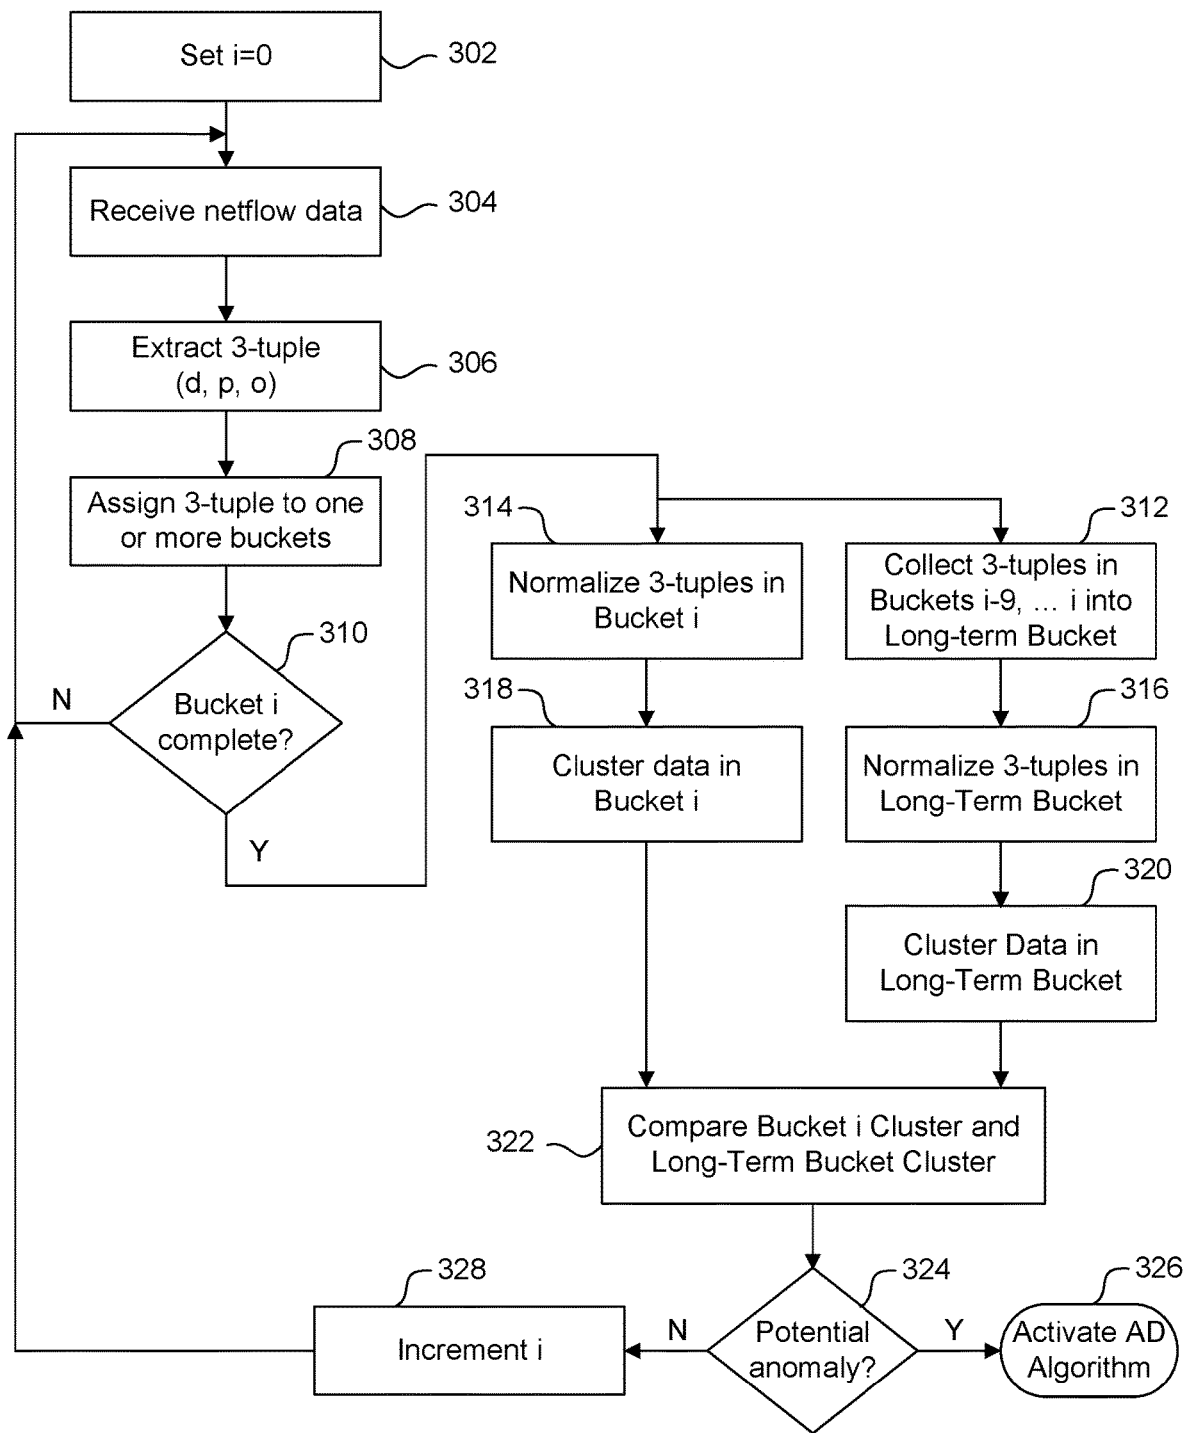 Set i=0
302
Receive netflow data
304
Extract 3-tuple
(d, p, o)
306
308
Assign 3-tuple to one
or more buckets
310
Bucket i
complete?
N
Y
314
Normalize 3-tuples in
Bucket i
312
Collect 3-tuples in
Buckets i-9, ... i into
Long-term Bucket
318
Cluster data in
Bucket i
316
Normalize 3-tuples in
Long-Term Bucket
320
Cluster Data in
Long-Term Bucket
322
Compare Bucket i Cluster and
Long-Term Bucket Cluster
324
Potential
anomaly?
N
Y
326
Activate AD
Algorithm
328
Increment i